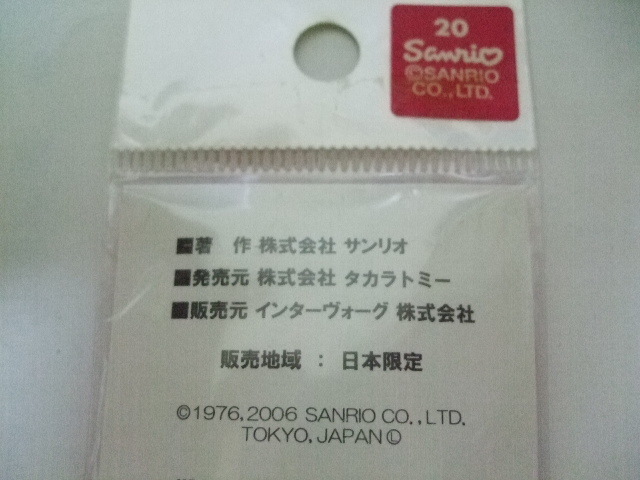 20
Sanrio
©SANRIO
CO.,LTD.
■著 作 株式会社 サンリオ
■発売元 株式会社 タカラトミー
■販売元 インターヴォーグ 株式会社
販売地域 : 日本限定
©1976,2006 SANRIO CO.,LTD.
TOKYO,JAPAN Ⓛ